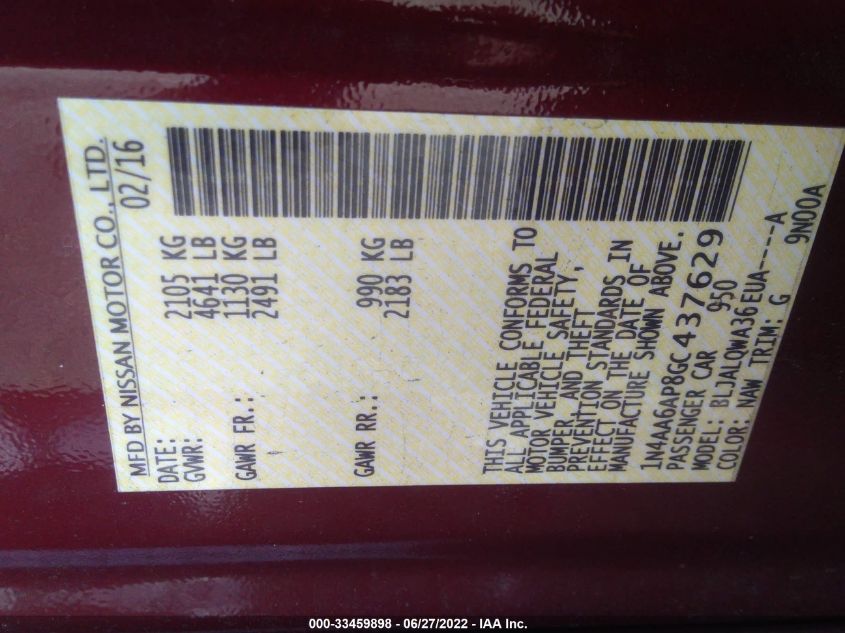 MFD BY NISSAN MOTOR CO., LTD.
DATE: 02/16
GVWR: 2105 KG
4641 LB
GAWR FR.: 1130 KG
2491 LB
GAWR RR.: 990 KG
2183 LB
THIS VEHICLE CONFORMS TO
ALL APPLICABLE FEDERAL
MOTOR VEHICLE SAFETY,
BUMPER, AND THEFT
PREVENTION STANDARDS IN
EFFECT ON THE DATE OF
MANUFACTURE SHOWN ABOVE.
1N4AA6AP8GC437629
PASSENGER CAR 950
MODEL: BLJALQWA36EUA----A
COLOR: NAW TRIM: G 9N00A
000-33459898 - 06/27/2022 - IAA Inc.